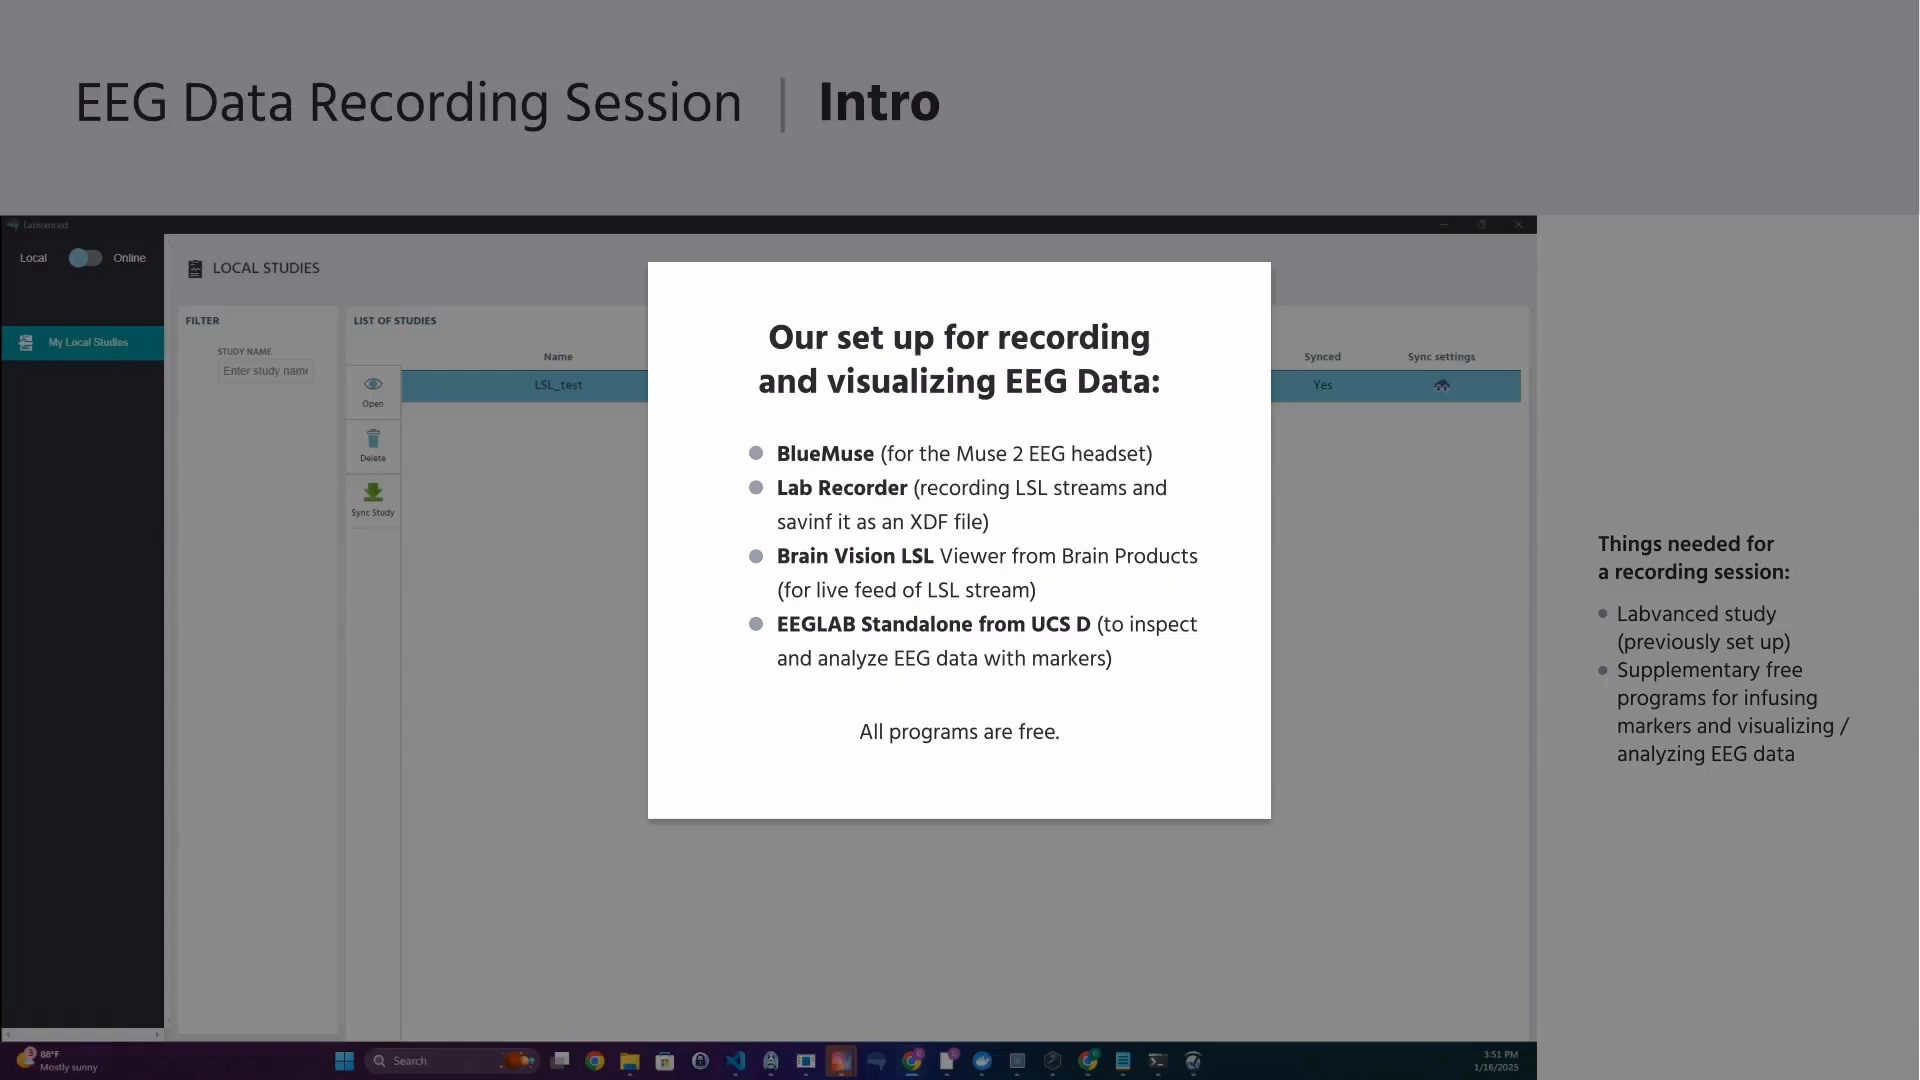 EEG Data Recording Session | Intro
Labvanced
Local Online
LOCAL STUDIES
My Local Studies
FILTER
STUDY NAME
Enter study name
LIST OF STUDIES
Name
Synced
Sync settings
Open
LSL_test
Yes
Delete
Sync Study
Our set up for recording
and visualizing EEG Data:
BlueMuse (for the Muse 2 EEG headset)
Lab Recorder (recording LSL streams and
savinf it as an XDF file)
Brain Vision LSL Viewer from Brain Products
(for live feed of LSL stream)
EEGLAB Standalone from UCS D (to inspect
and analyze EEG data with markers)
All programs are free.
Things needed for
a recording session:
Labvanced study
(previously set up)
Supplementary free
programs for infusing
markers and visualizing /
analyzing EEG data
88°F
Mostly sunny
Search
3:51 PM
1/16/2025